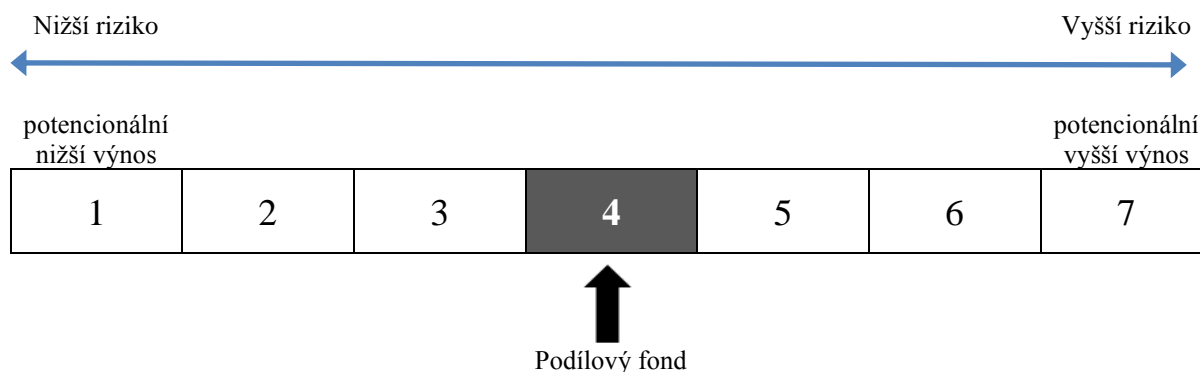 Nižší riziko
Vyšší riziko
potencionální
nižší výnos
potencionální
vyšší výnos
1 2 3 4 5 6 7
Podílový fond